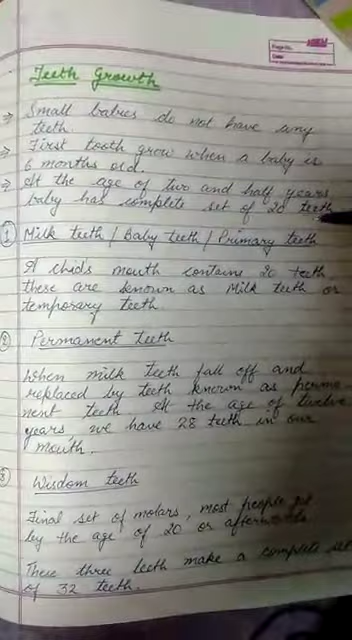 Page No.
Date
Teeth Growth
⇒ Small babies do not have any
teeth.
⇒ First tooth grow when a baby is
6 months old.
⇒ At the age of two and half years
baby has complete set of 20 teeth
① Milk teeth / Baby teeth / Primary teeth
A chid's mouth contains 20 teeth
these are known as Milk teeth or
temporary teeth.
② Permanent teeth
When milk teeth fall off and
replaced by teeth known as perma
nent teeth At the age of twelve
years we have 28 teeth in our
mouth.
③ Wisdom teeth
Final set of molars, most people get
by the age of 20 or afterwards
These three teeth make a complete set
of 32 teeth.